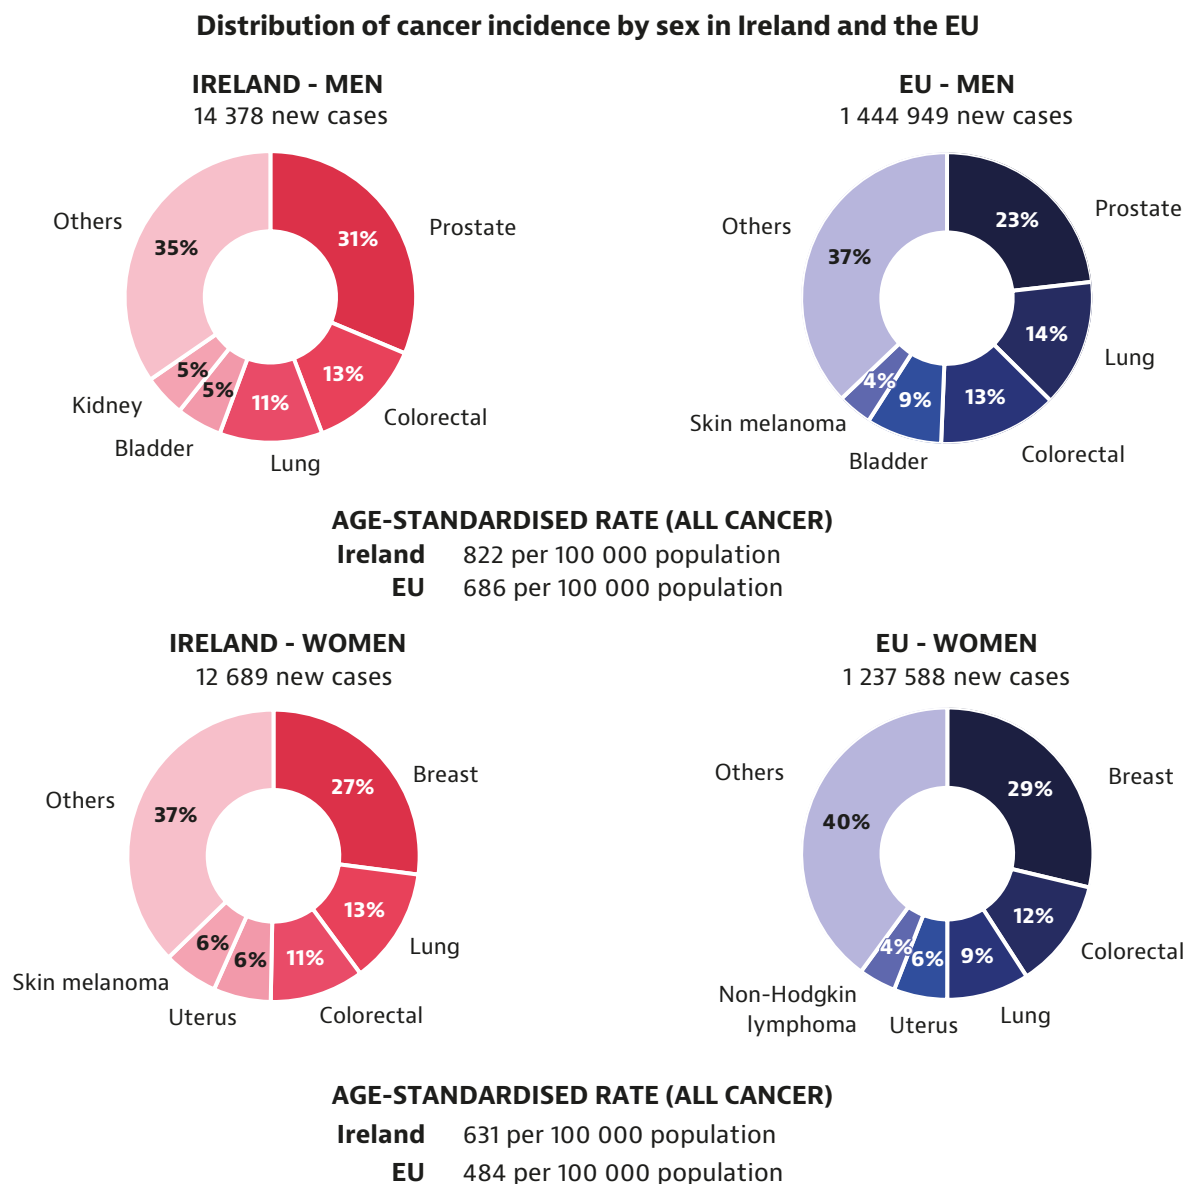 Distribution of cancer incidence by sex in Ireland and the EU
IRELAND - MEN
14 378 new cases
Others
35%
31%
Prostate
5%
5%
13%
11%
Kidney
Colorectal
Bladder
Lung
EU - MEN
1 444 949 new cases
Prostate
23%
Others
37%
14%
Lung
4%
9%
13%
Skin melanoma
Bladder
Colorectal
AGE-STANDARDISED RATE (ALL CANCER)
Ireland 822 per 100 000 population
EU 686 per 100 000 population
IRELAND - WOMEN
12 689 new cases
Breast
27%
Others
37%
13%
6%
6%
11%
Lung
Skin melanoma
Uterus
Colorectal
EU - WOMEN
1 237 588 new cases
Others
Breast
29%
40%
12%
4%
6%
9%
Colorectal
Non-Hodgkin
lymphoma
Uterus
Lung
AGE-STANDARDISED RATE (ALL CANCER)
Ireland 631 per 100 000 population
EU 484 per 100 000 population